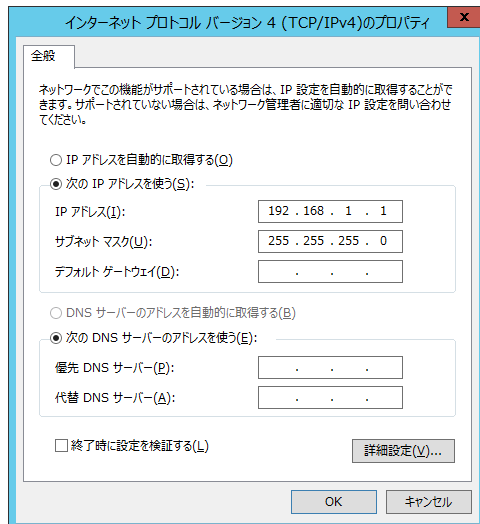 インターネット プロトコル バージョン 4 (TCP/IPv4)のプロパティ
x
全般
ネットワークでこの機能がサポートされている場合は、IP 設定を自動的に取得することがで
きます。サポートされていない場合は、ネットワーク管理者に適切な IP 設定を問い合わせ
てください。
IP アドレスを自動的に取得する(O)
次の IP アドレスを使う(S):
IP アドレス(I):
192 . 168 . 1 . 1
サブネット マスク(U):
255 . 255 . 255 . 0
デフォルト ゲートウェイ(D):
. . .
DNS サーバーのアドレスを自動的に取得する(B)
次の DNS サーバーのアドレスを使う(E):
優先 DNS サーバー(P):
. . .
代替 DNS サーバー(A):
. . .
終了時に設定を検証する(L)
詳細設定(V)...
OK
キャンセル